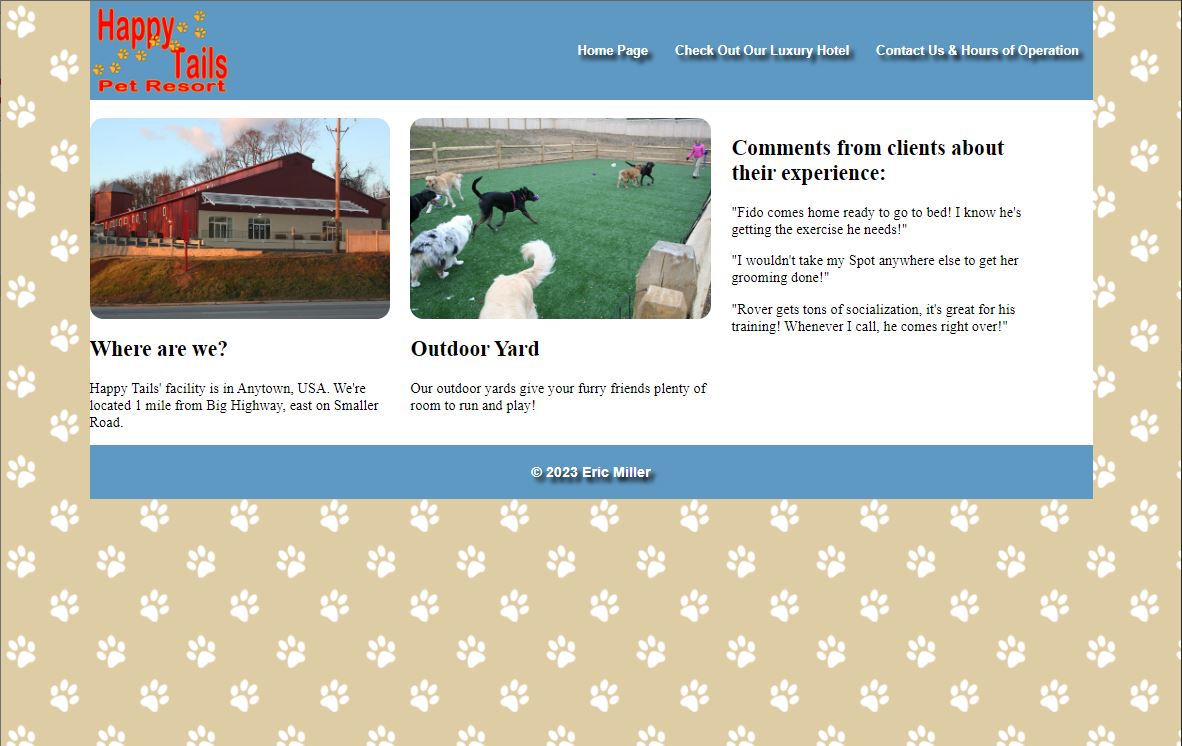 Happy
Tails
Pet Resort
Home Page Check Out Our Luxury Hotel Contact Us & Hours of Operation
Where are we?
Happy Tails' facility is in Anytown, USA. We're
located 1 mile from Big Highway, east on Smaller
Road.
Outdoor Yard
Our outdoor yards give your furry friends plenty of
room to run and play!
Comments from clients about
their experience:
"Fido comes home ready to go to bed! I know he's
getting the exercise he needs!"
"I wouldn't take my Spot anywhere else to get her
grooming done!"
"Rover gets tons of socialization, it's great for his
training! Whenever I call, he comes right over!"
© 2023 Eric Miller